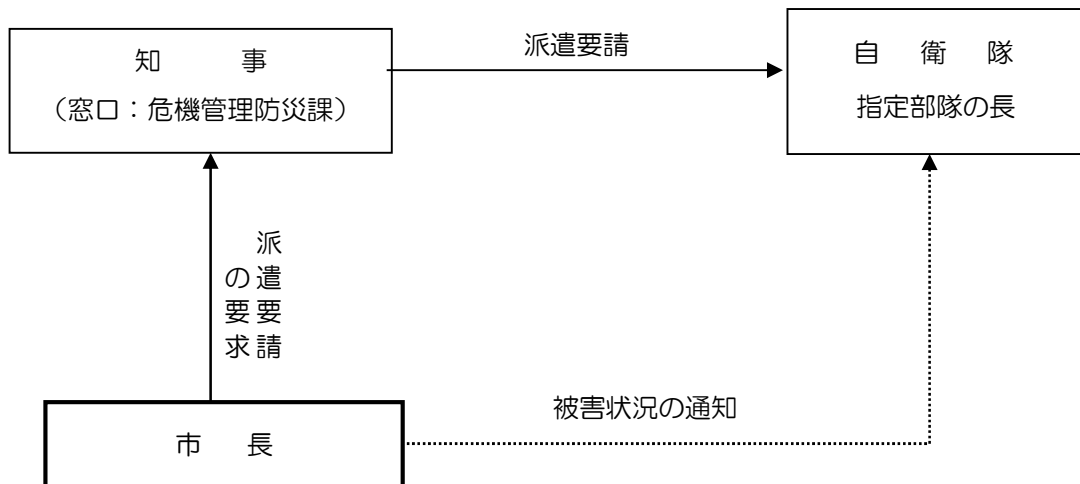 知　　事
（窓口：危機管理防災課）
派遣要請
自　衛　隊
指定部隊の長
派遣要請
の要求
被害状況の通知
市　長